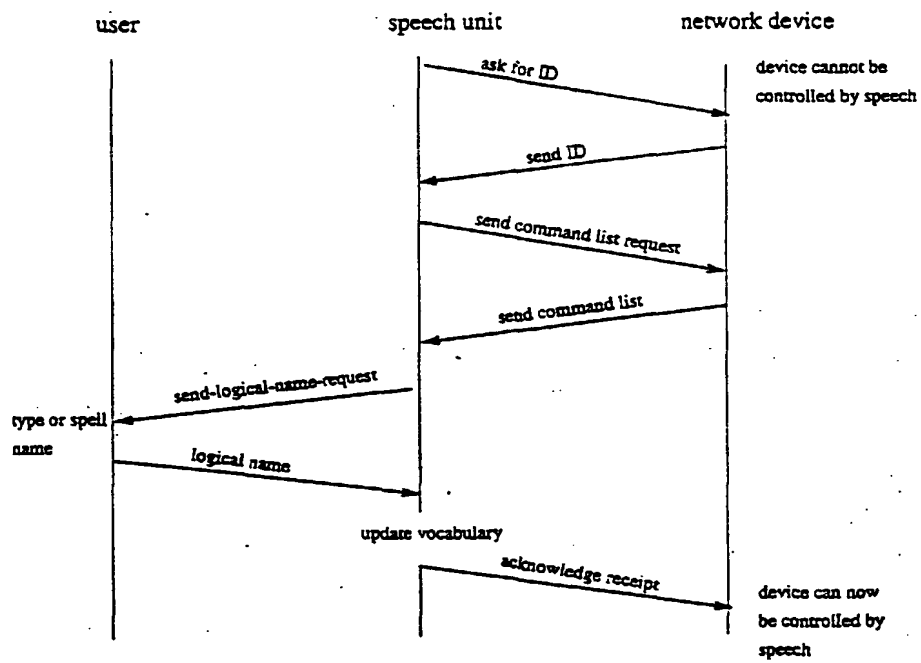 user
speech unit
network device
ask for ID
device cannot be
controlled by speech
send ID
send command list request
send command list
send-logical-name-request
type or spell
name
logical name
update vocabulary
acknowledge receipt
device can now
be controlled by
speech